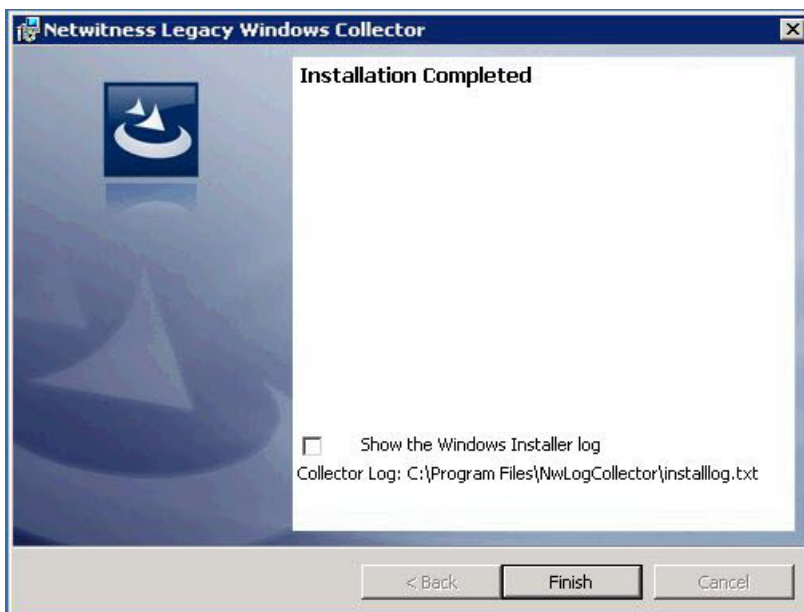 Netwitness Legacy Windows Collector
Installation Completed
Show the Windows Installer log
Collector Log: C:\Program Files\NwLogCollector\installlog.txt
< Back
Finish
Cancel